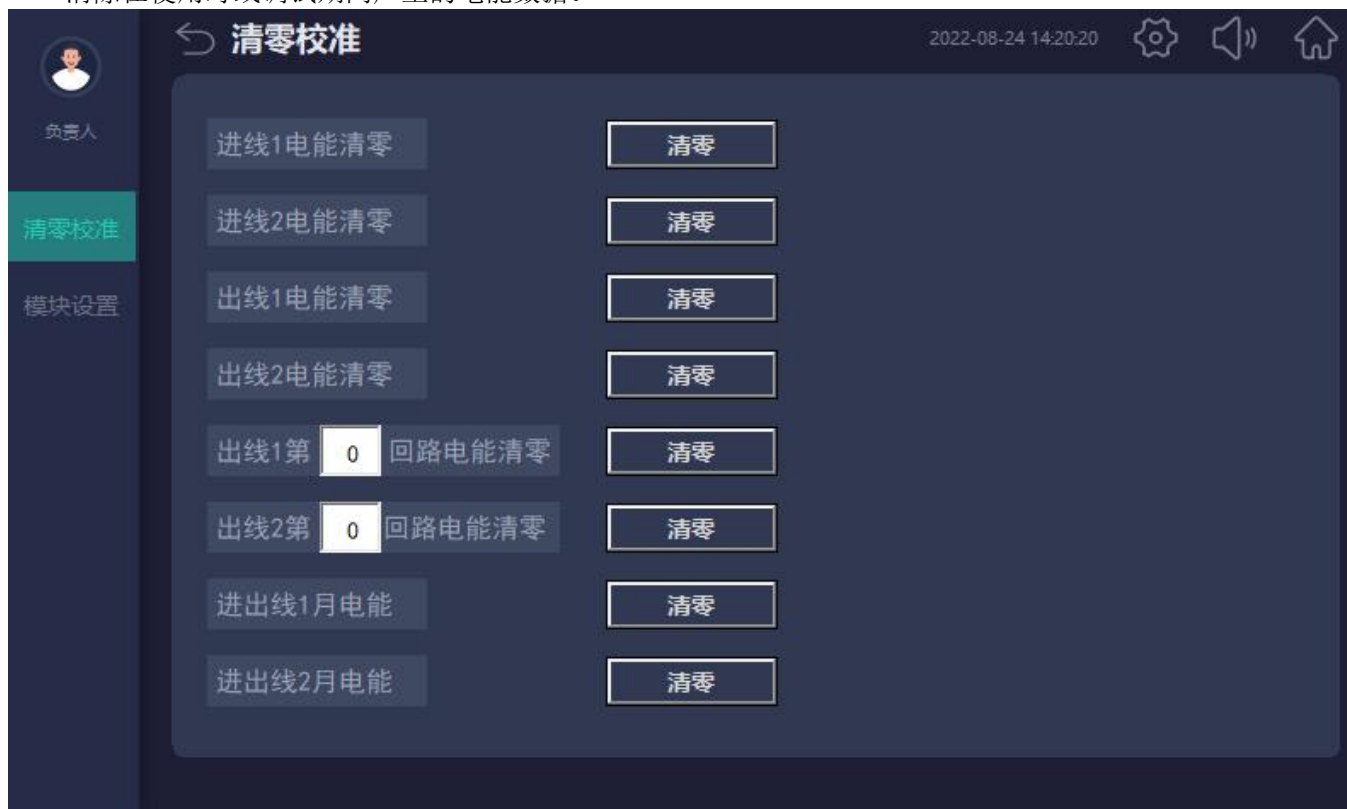 清零校准 2022-08-24 14:20:20
负责人
清零校准
模块设置
进线1电能清零 清零
进线2电能清零 清零
出线1电能清零 清零
出线2电能清零 清零
出线1第 0 回路电能清零 清零
出线2第 0 回路电能清零 清零
进出线1月电能 清零
进出线2月电能 清零